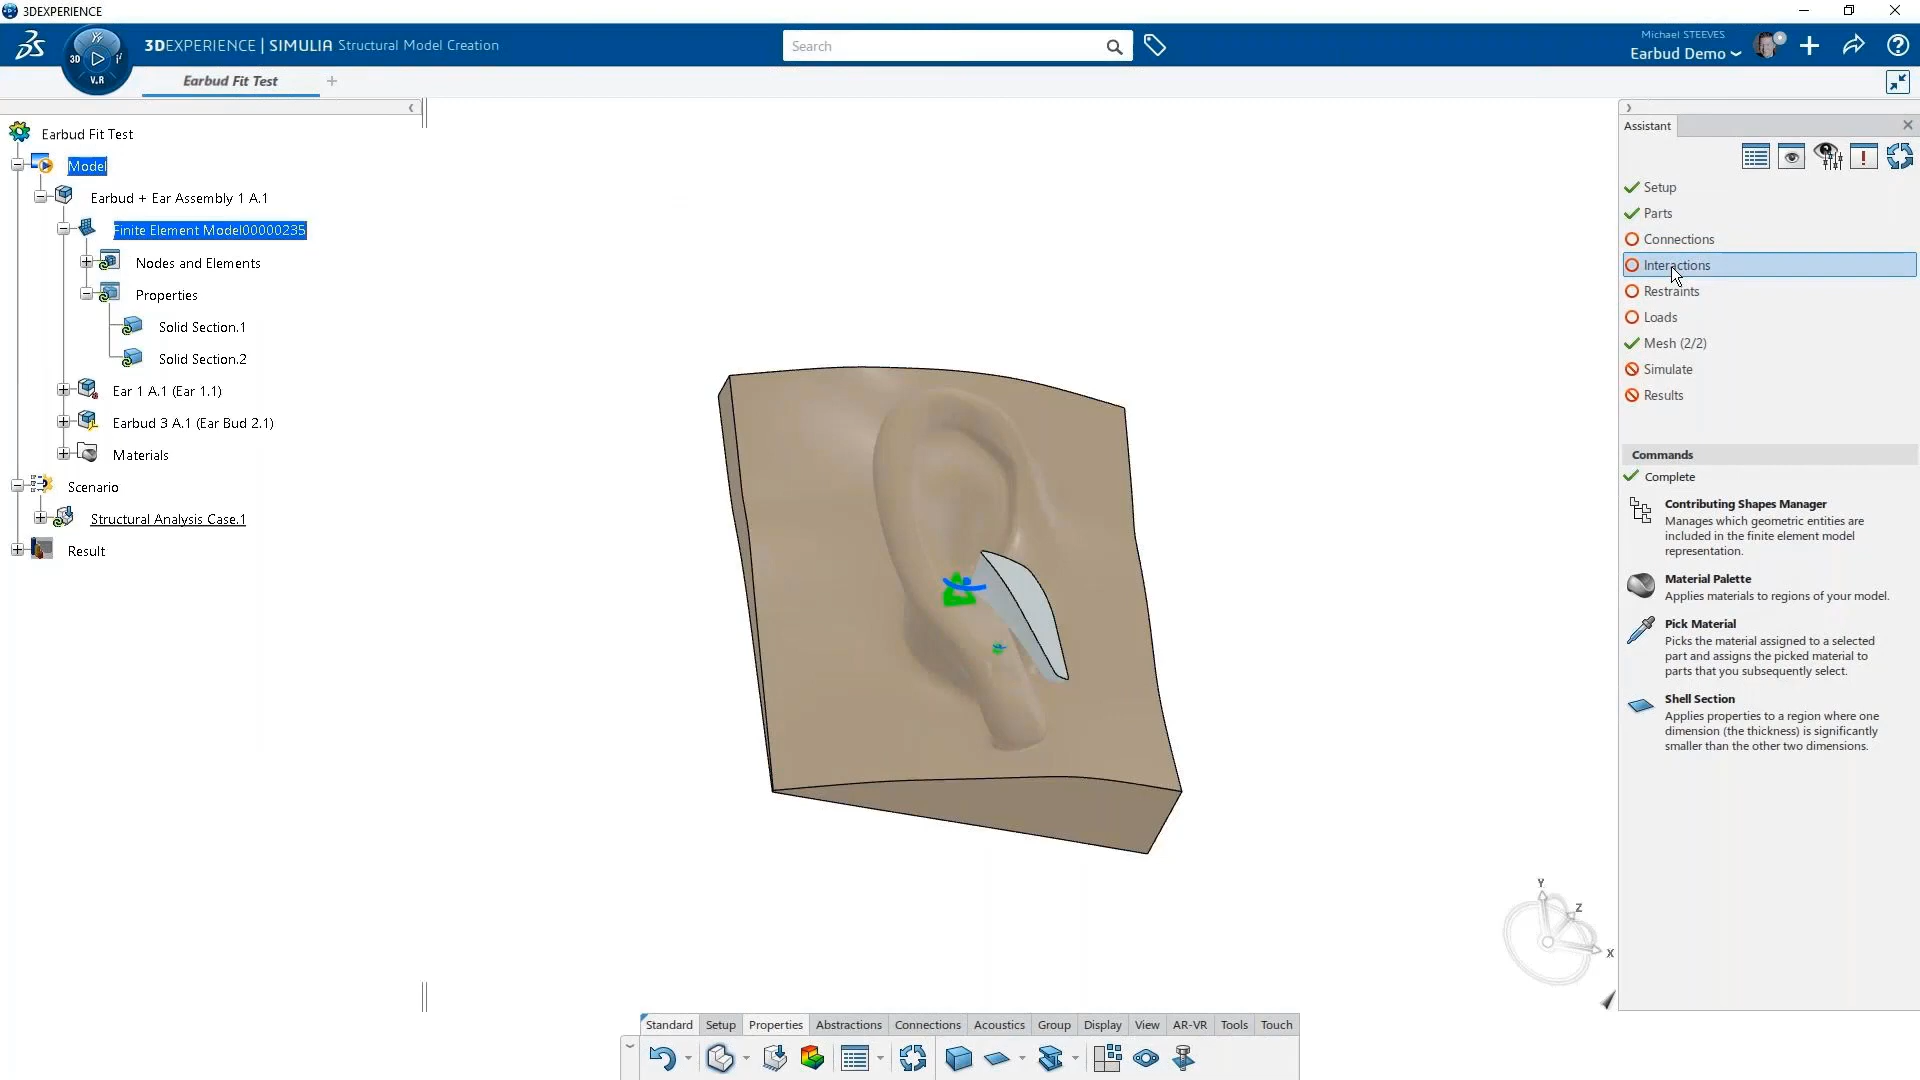 3DEXPERIENCE
3DEXPERIENCE | SIMULIA Structural Model Creation
3D
V.R
Search
Michael STEEVES
Earbud Demo
Earbud Fit Test
Earbud Fit Test
Model
Earbud + Ear Assembly 1 A.1
Finite Element Model00000235
Nodes and Elements
Properties
Solid Section.1
Solid Section.2
Ear 1 A.1 (Ear 1.1)
Earbud 3 A.1 (Ear Bud 2.1)
Materials
Scenario
Structural Analysis Case.1
Result
Assistant
Setup
Parts
Connections
Interactions
Restraints
Loads
Mesh (2/2)
Simulate
Results
Commands
Complete
Contributing Shapes Manager
Manages which geometric entities are
included in the finite element model
representation.
Material Palette
Applies materials to regions of your model.
Pick Material
Picks the material assigned to a selected
part and assigns the picked material to
parts that you subsequently select.
Shell Section
Applies properties to a region where one
dimension (the thickness) is significantly
smaller than the other two dimensions.
Y
Z
X
Standard Setup Properties Abstractions Connections Acoustics Group Display View AR-VR Tools Touch